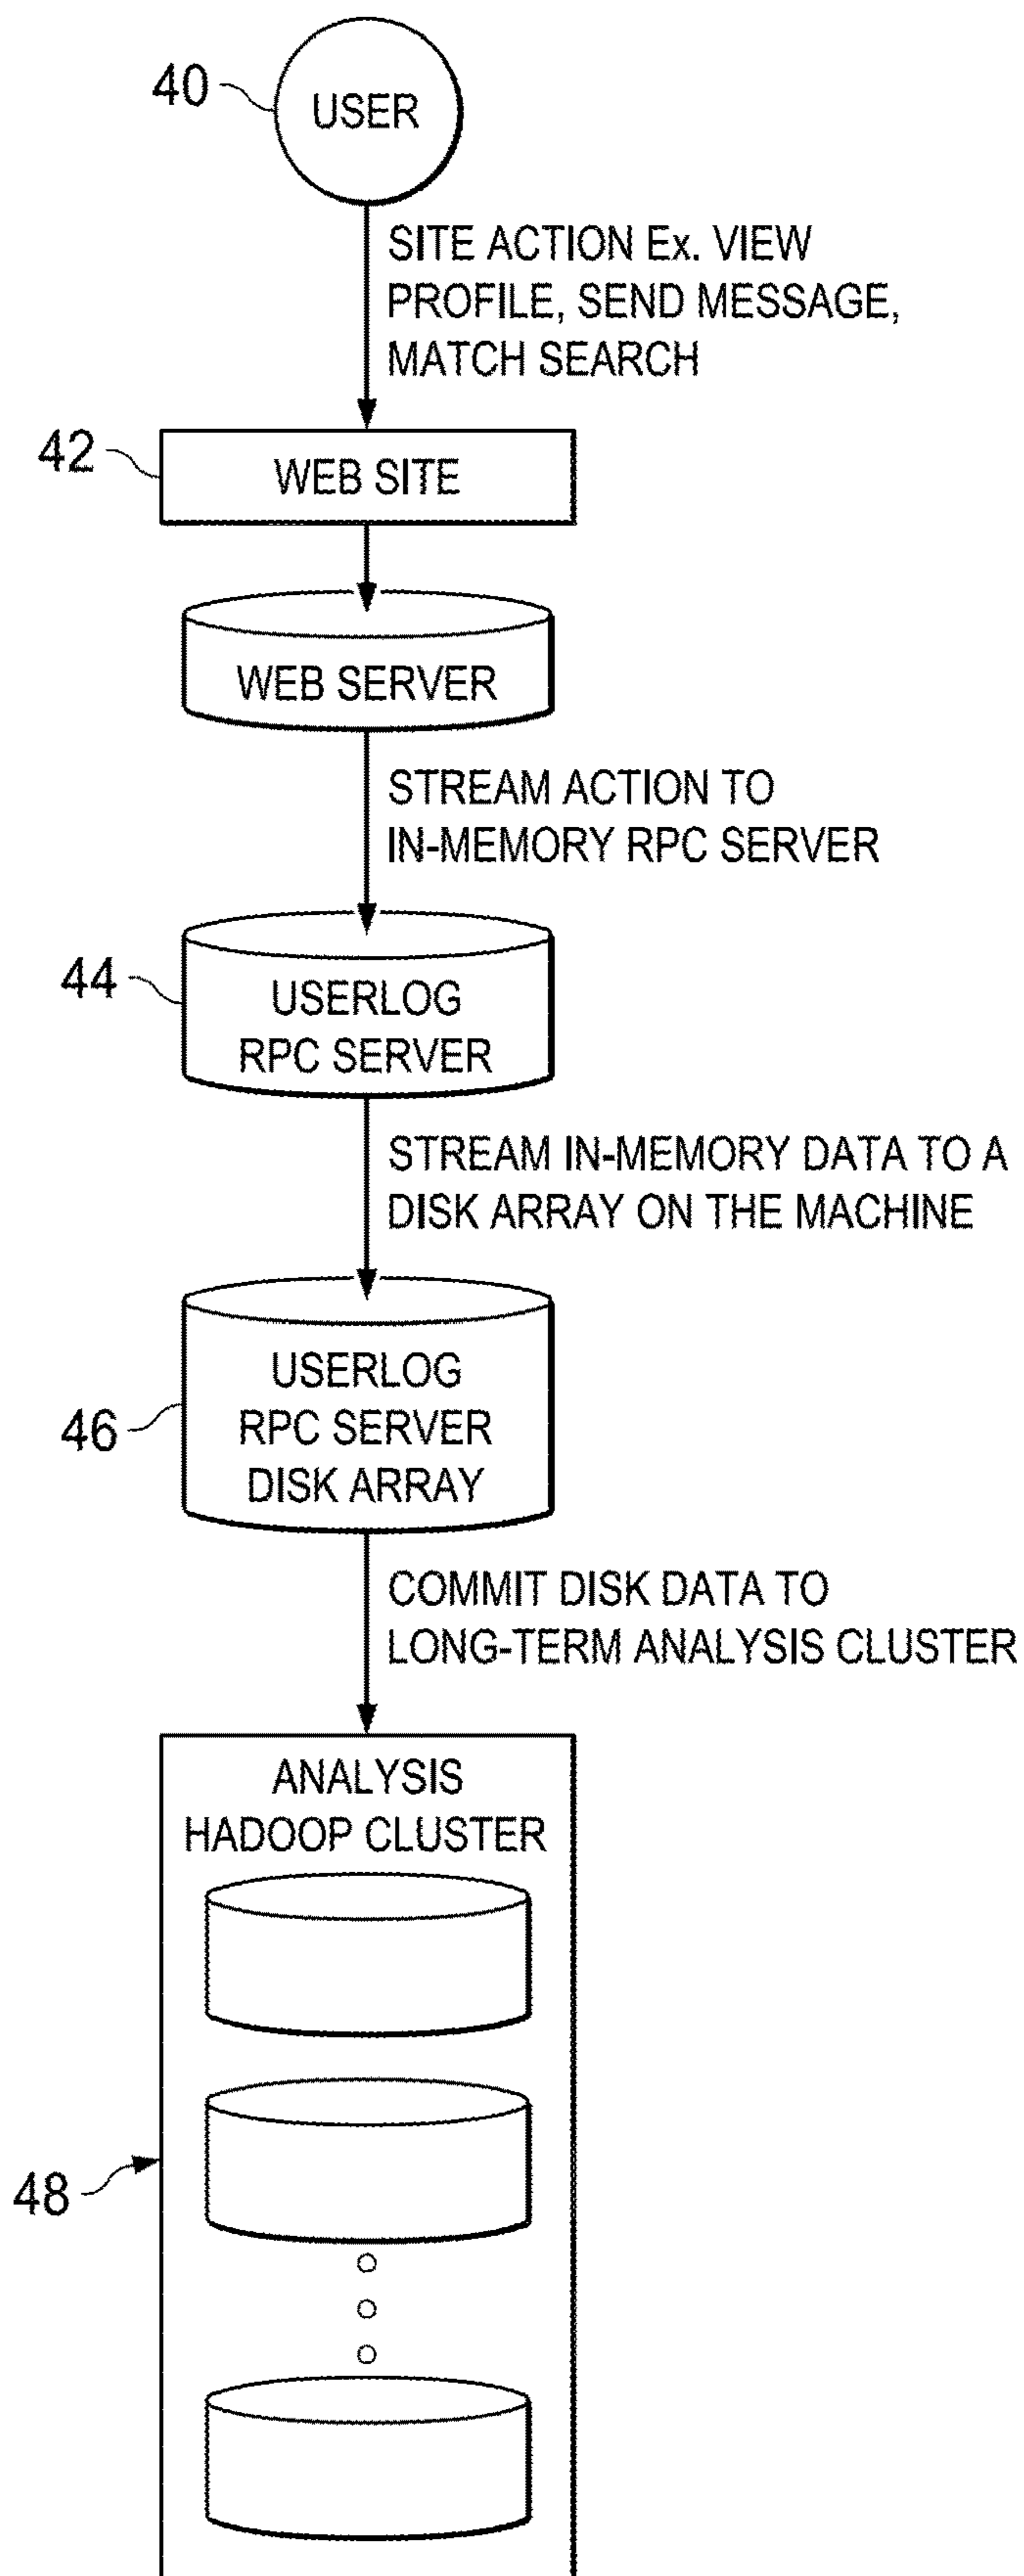 40
USER
SITE ACTION Ex. VIEW
PROFILE, SEND MESSAGE,
MATCH SEARCH
42
WEB SITE
WEB SERVER
STREAM ACTION TO
IN-MEMORY RPC SERVER
44
USERLOG
RPC SERVER
STREAM IN-MEMORY DATA TO A
DISK ARRAY ON THE MACHINE
46
USERLOG
RPC SERVER
DISK ARRAY
COMMIT DISK DATA TO
LONG-TERM ANALYSIS CLUSTER
ANALYSIS
HADOOP CLUSTER
48